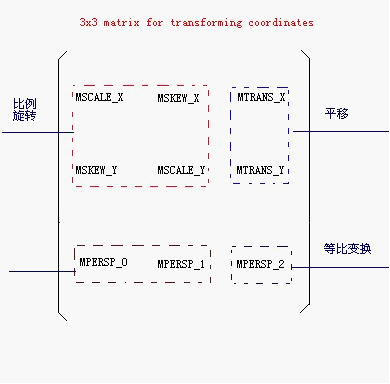 3x3 matrix for transforming coordinates
比例
旋转
MSCALE_X MSKEW_X MTRANS_X
平移
MSKEW_Y MSCALE_Y MTRANS_Y
等比变换
MPERSP_0 MPERSP_1 MPERSP_2